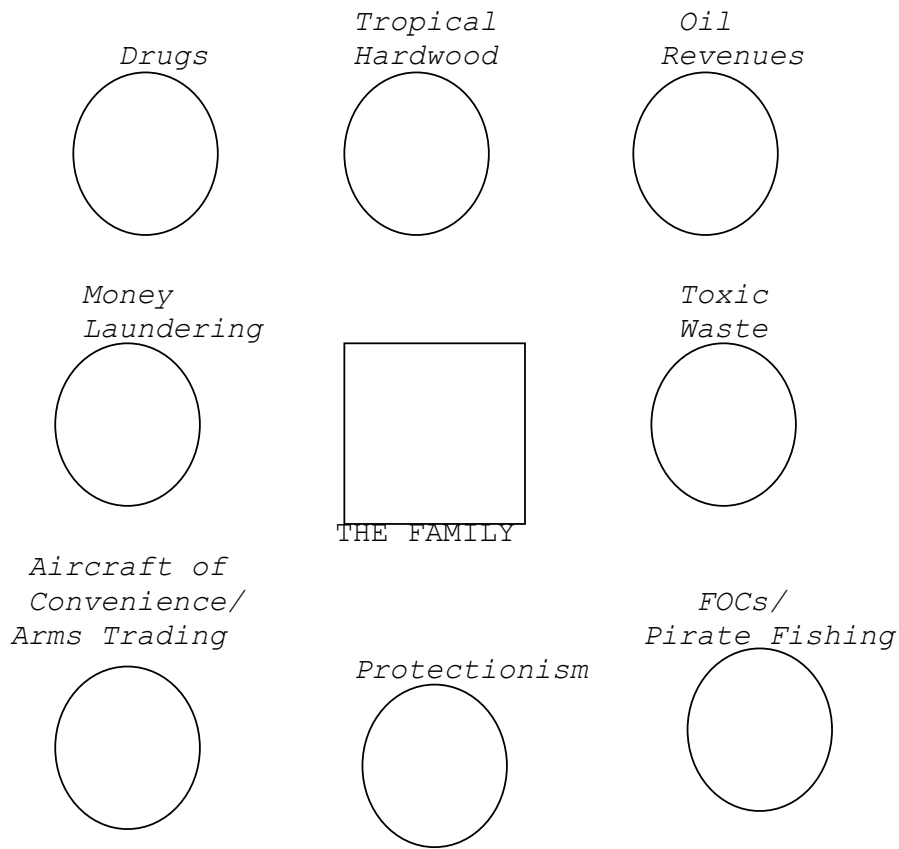 Drugs
Tropical
Hardwood
Oil
Revenues
Money
Laundering
Toxic
Waste
THE FAMILY
Aircraft of
Convenience/
Arms Trading
Protectionism
FOCs/
Pirate Fishing